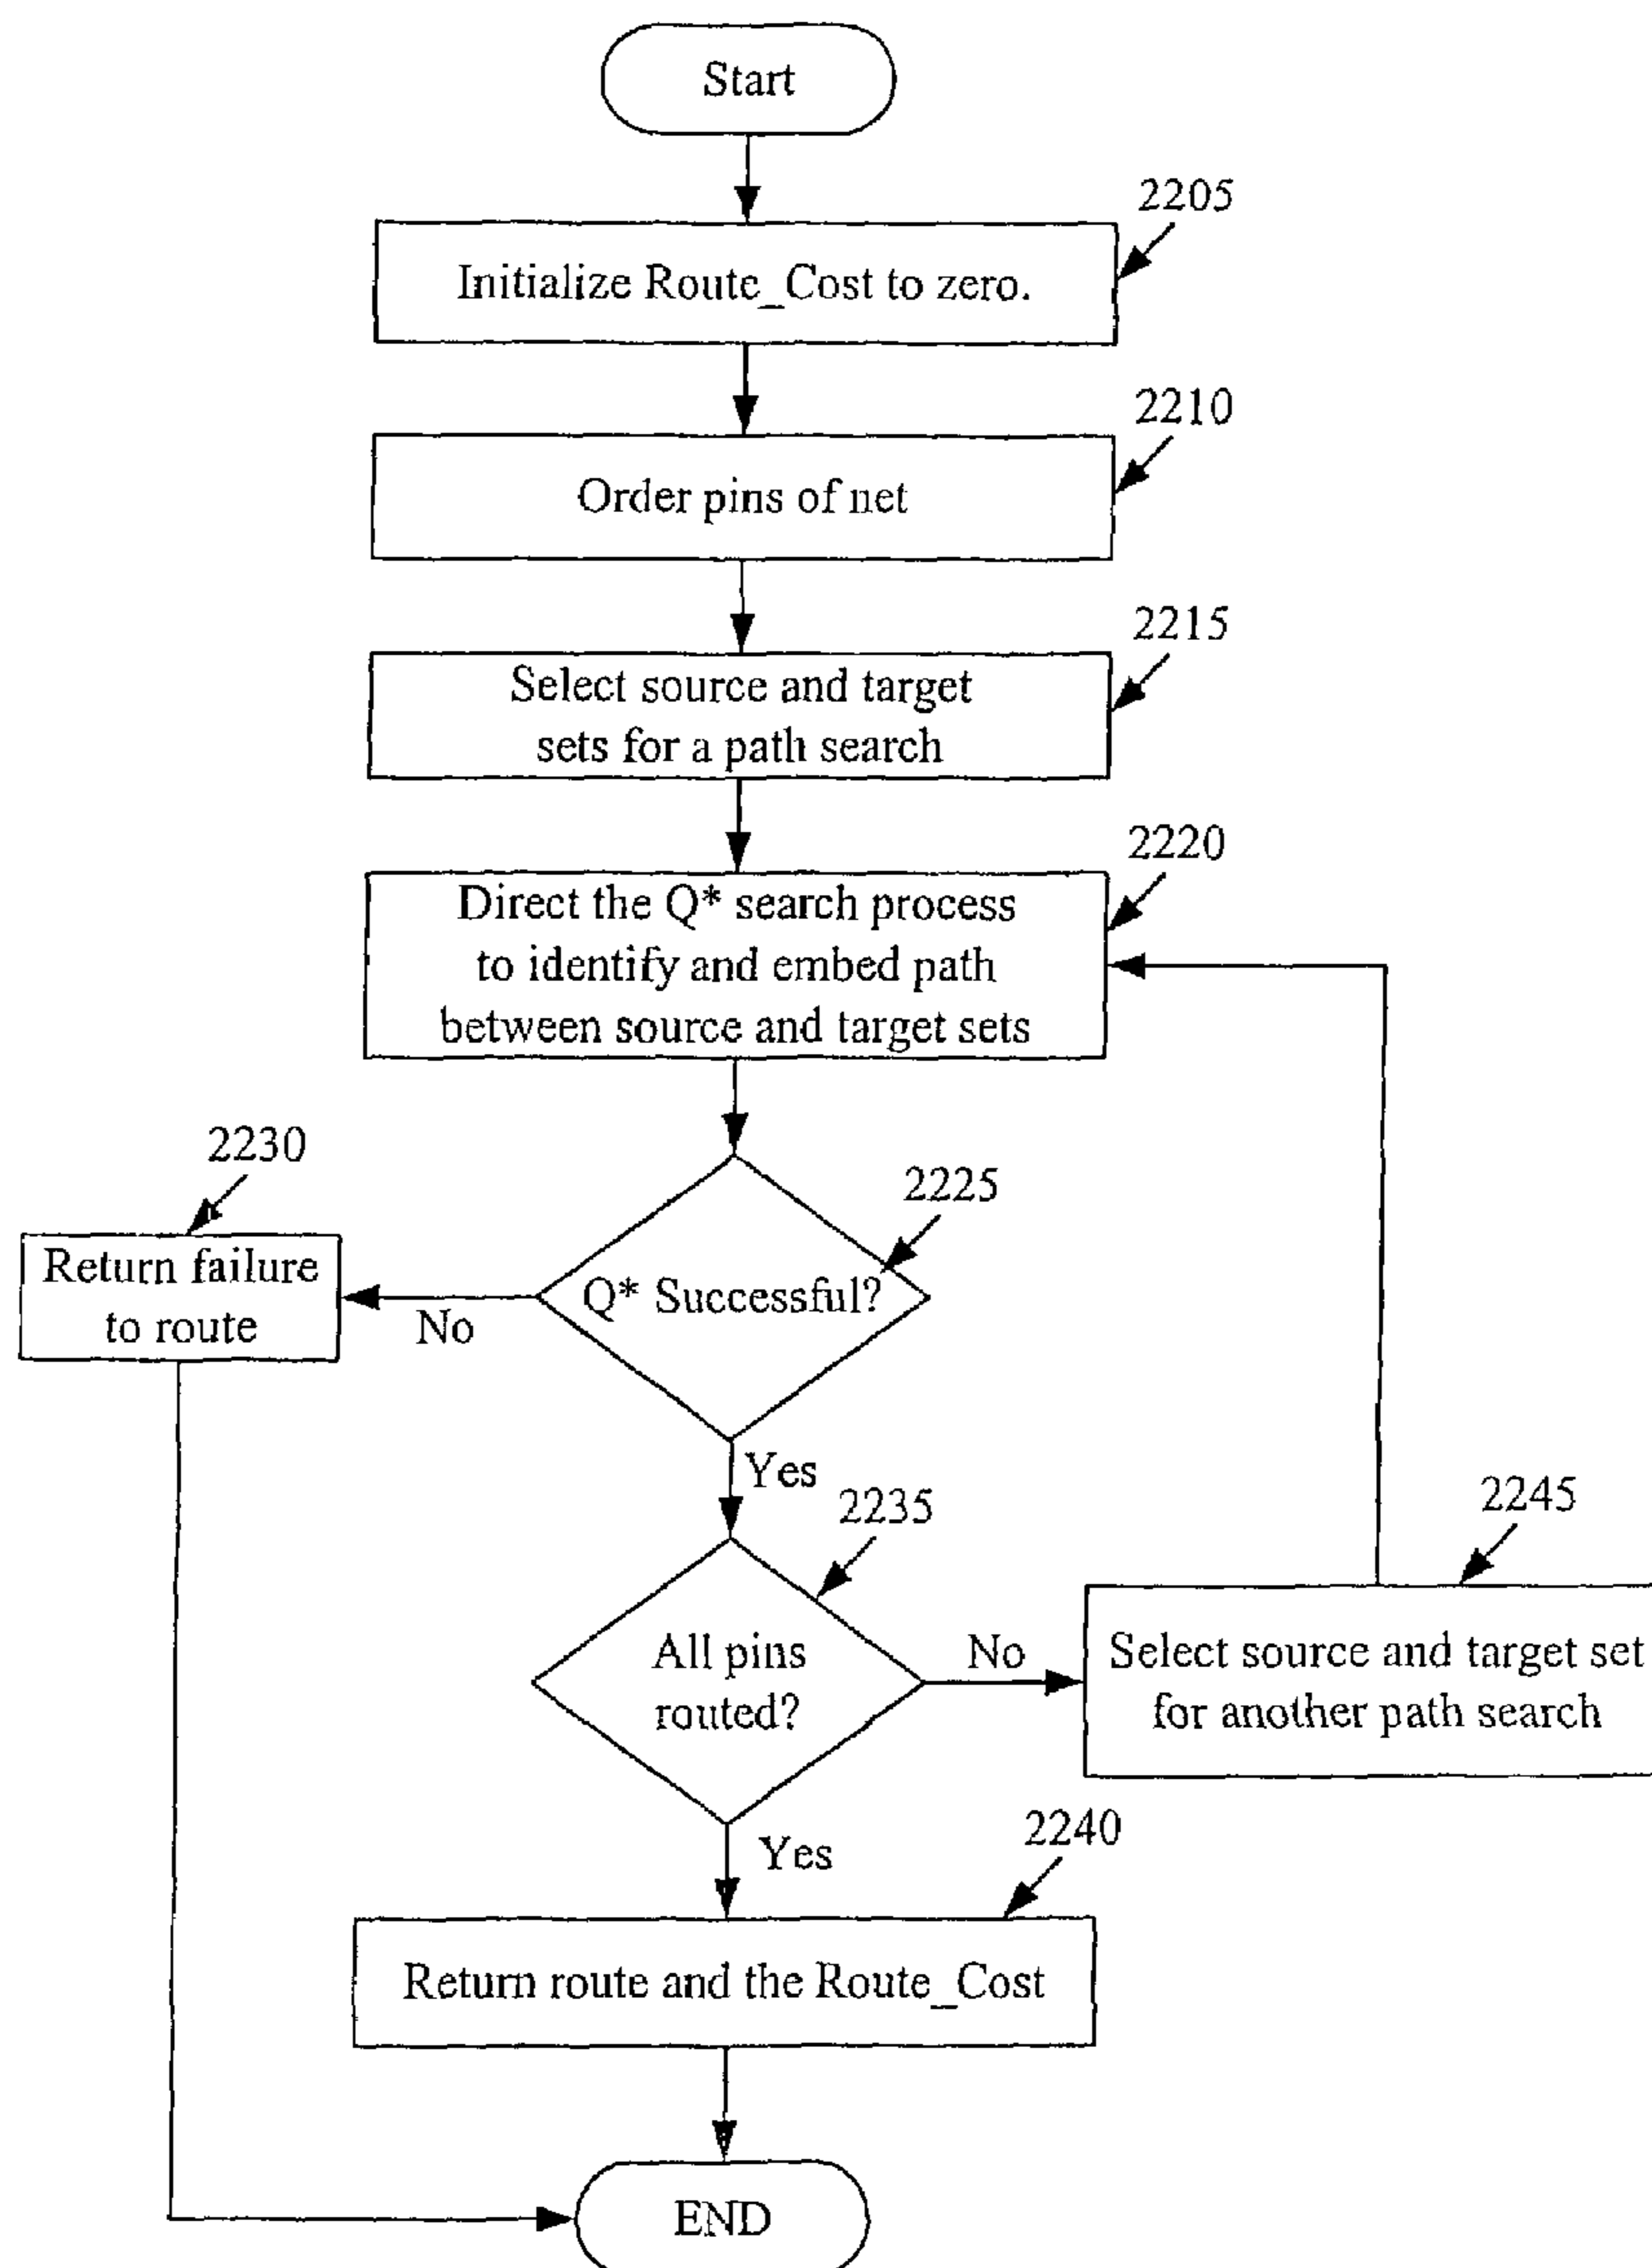 Start
2205
Initialize Route_Cost to zero.
2210
Order pins of net
2215
Select source and target
sets for a path search
2220
Direct the Q* search process
to identify and embed path
between source and target sets
2230
2225
Return failure
to route
No
Q* Successful?
Yes
2235
2245
All pins
routed?
No
Select source and target set
for another path search
Yes
2240
Return route and the Route_Cost
END